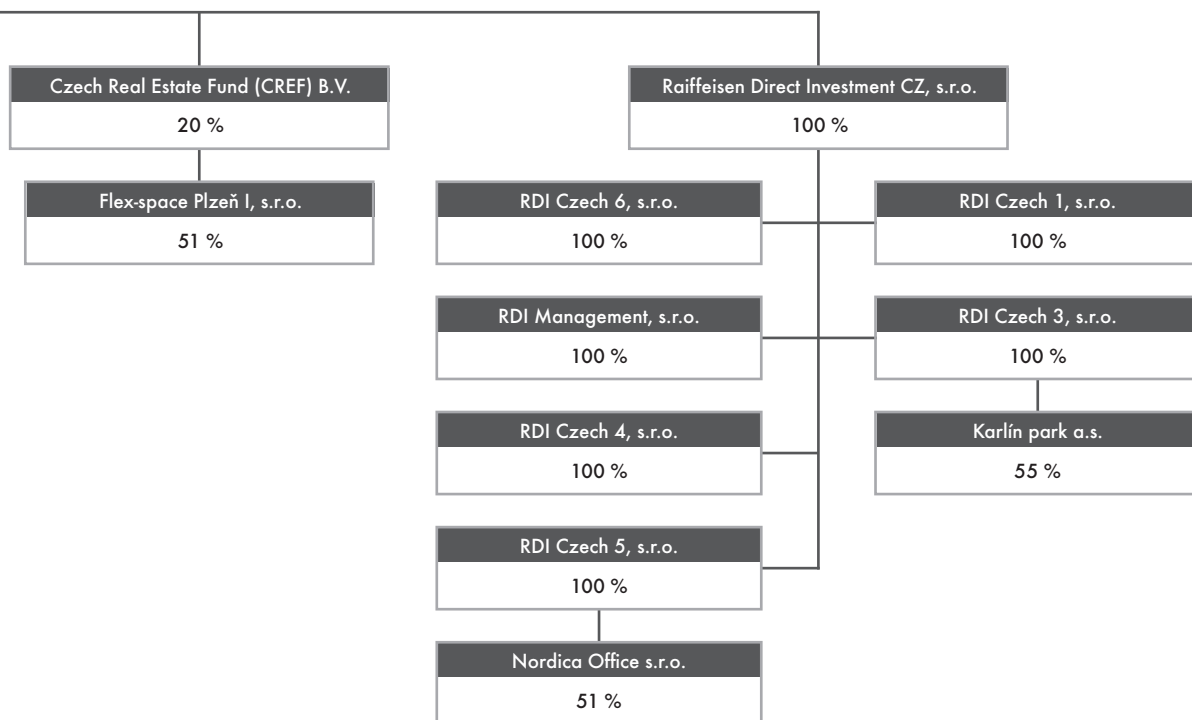 Czech Real Estate Fund (CREF) B.V.
20 %
Flex-space Plzeň I, s.r.o.
51 %
Raiffeisen Direct Investment CZ, s.r.o.
100 %
RDI Czech 6, s.r.o.
100 %
RDI Czech 1, s.r.o.
100 %
RDI Management, s.r.o.
100 %
RDI Czech 3, s.r.o.
100 %
RDI Czech 4, s.r.o.
100 %
Karlín park a.s.
55 %
RDI Czech 5, s.r.o.
100 %
Nordica Office s.r.o.
51 %